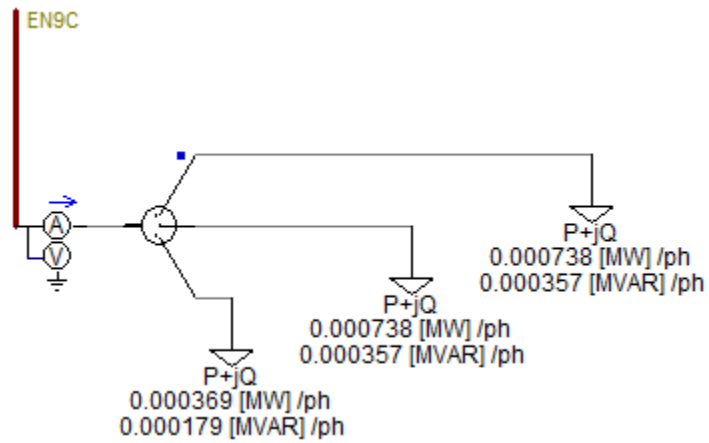 EN9C
A
V
P+jQ
0.000738 [MW] /ph
0.000357 [MVAR] /ph
P+jQ
0.000738 [MW] /ph
0.000357 [MVAR] /ph
P+jQ
0.000369 [MW] /ph
0.000179 [MVAR] /ph